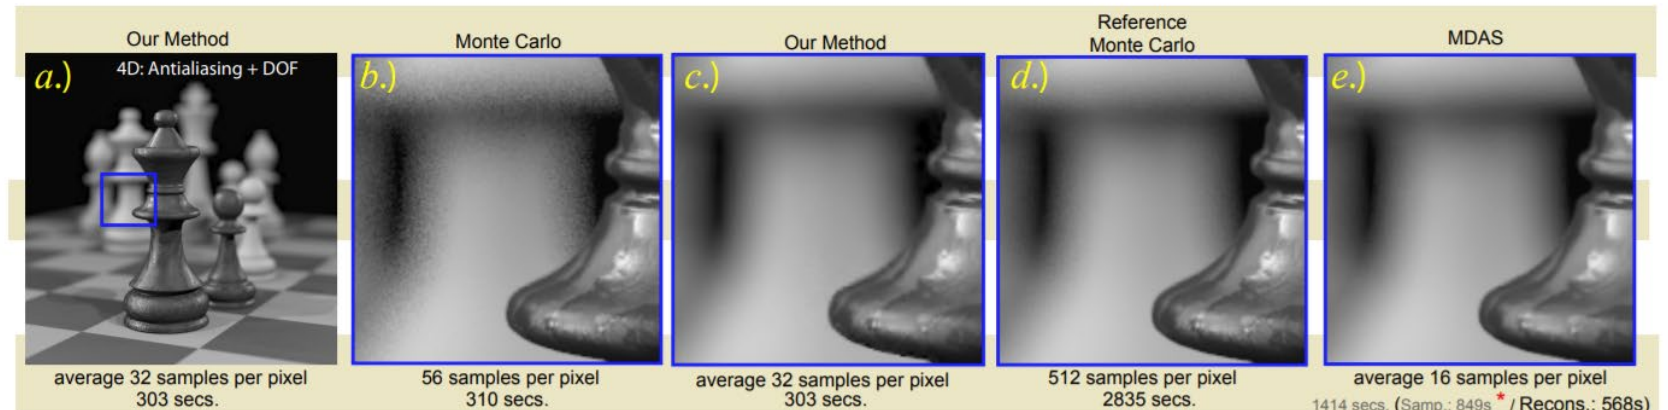 Our Method
a.)
4D: Antialiasing + DOF
average 32 samples per pixel
303 secs.
Monte Carlo
b.)
56 samples per pixel
310 secs.
Our Method
c.)
average 32 samples per pixel
303 secs.
Reference
Monte Carlo
d.)
512 samples per pixel
2835 secs.
MDAS
e.)
average 16 samples per pixel
1414 secs. (Samp.: 849s * / Recons.: 568s)